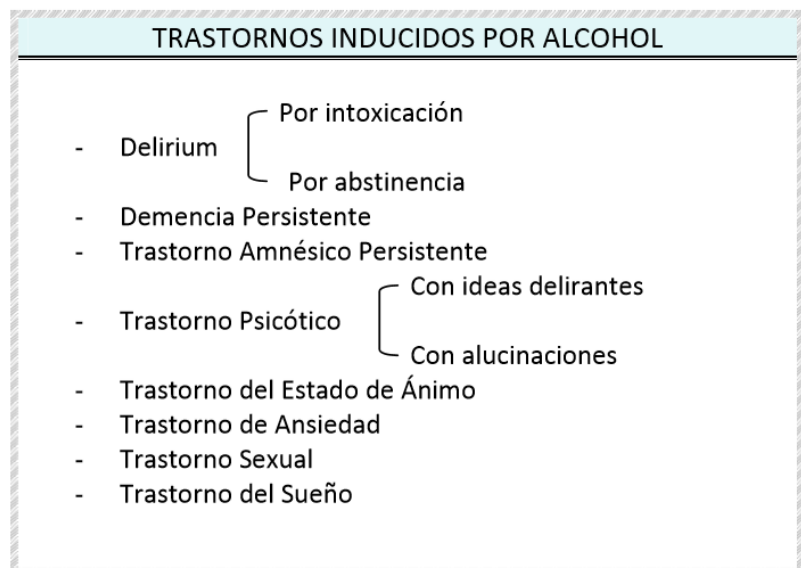 TRASTORNOS INDUCIDOS POR ALCOHOL
Por intoxicación
- Delirium
Por abstinencia
- Demencia Persistente
- Trastorno Amnésico Persistente
Con ideas delirantes
- Trastorno Psicótico
Con alucinaciones
- Trastorno del Estado de Ánimo
- Trastorno de Ansiedad
- Trastorno Sexual
- Trastorno del Sueño